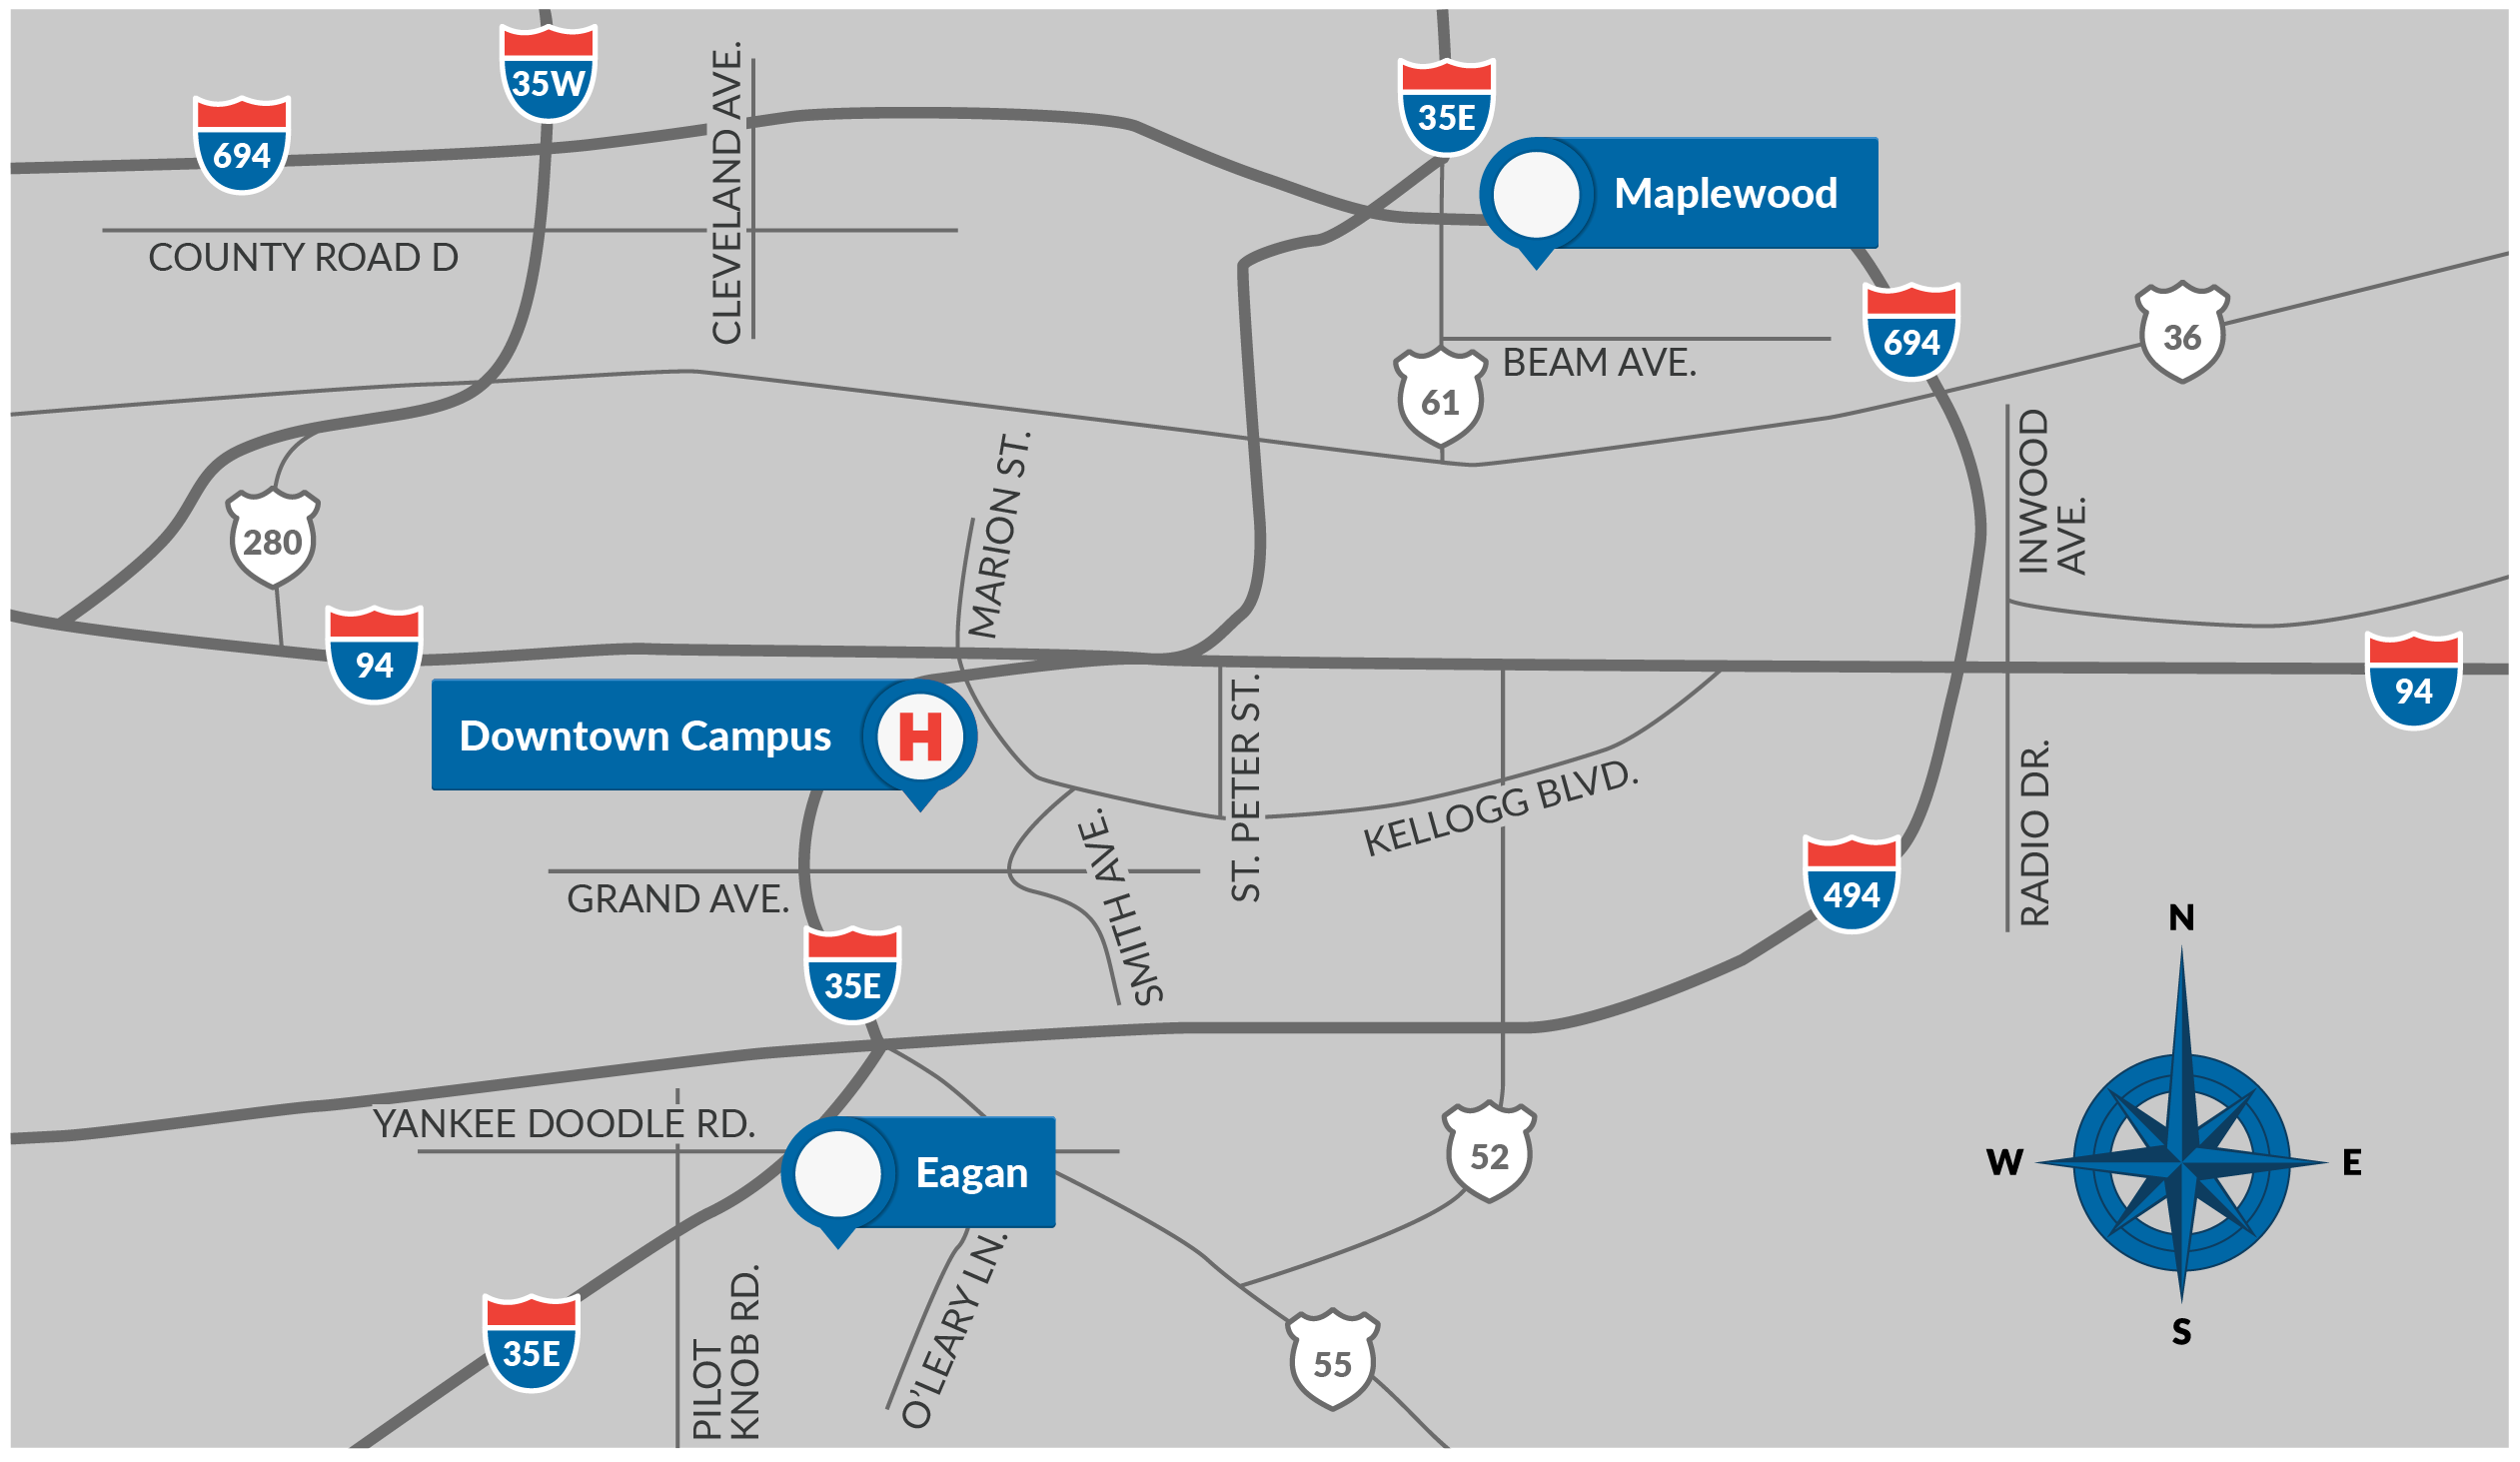 35W
CLEVELAND AVE.
35E
694
Maplewood
COUNTY ROAD D
694
36
BEAM AVE.
61
INWOOD
AVE.
MARION ST.
280
94
94
Downtown Campus
H
ST. PETER ST.
KELLOGG BLVD.
RADIO DR.
SMITH AVE.
GRAND AVE.
494
35E
N
YANKEE DOODLE RD.
52
W
E
Eagan
O'LEARY LN.
S
35E
PILOT
KNOB RD.
55